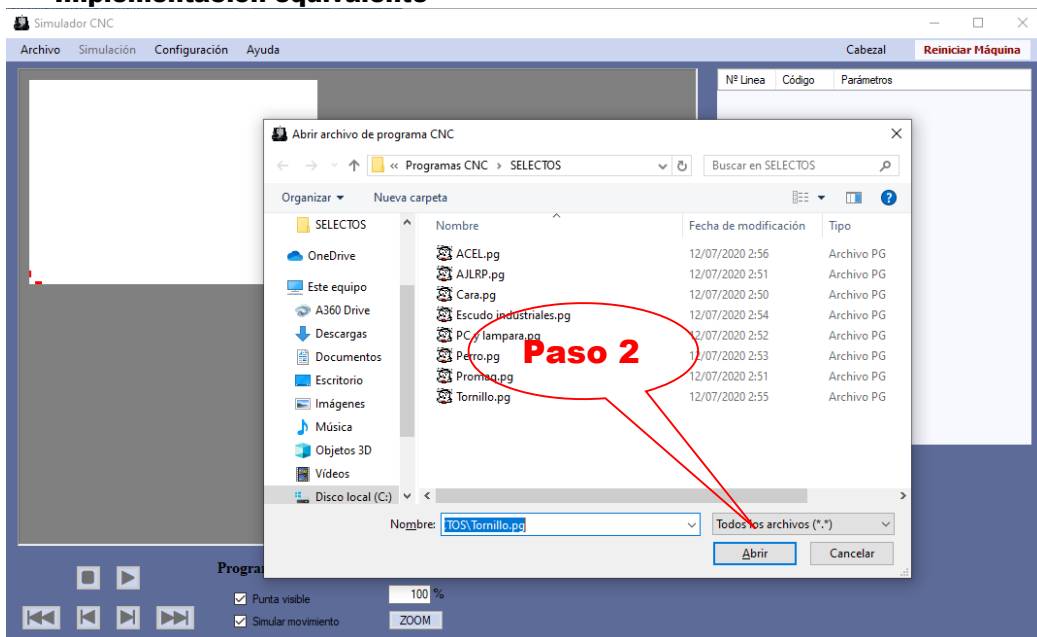 Implementación equivalente
Simulador CNC
Archivo Simulación Configuración Ayuda Cabezal Reiniciar Máquina
Nº Linea Código Parámetros
Abrir archivo de programa CNC
« Programas CNC > SELECTOS Buscar en SELECTOS
Organizar Nueva carpeta
Nombre Fecha de modificación Tipo
SELECTOS
OneDrive
Este equipo
A360 Drive
Descargas
Documentos
Escritorio
Imágenes
Música
Objetos 3D
Vídeos
Disco local (C:)
ACEL.pg 12/07/2020 2:56 Archivo PG
AJLRP.pg 12/07/2020 2:51 Archivo PG
Cara.pg 12/07/2020 2:50 Archivo PG
Escudo industriales.pg 12/07/2020 2:54 Archivo PG
PC y lampara.pg 12/07/2020 2:52 Archivo PG
Perro.pg 12/07/2020 2:53 Archivo PG
Promaq.pg 12/07/2020 2:51 Archivo PG
Tornillo.pg 12/07/2020 2:55 Archivo PG
Paso 2
Nombre: TOS\Tornillo.pg Todos los archivos (*.*)
Abrir Cancelar
Punta visible 100 %
Simular movimiento ZOOM